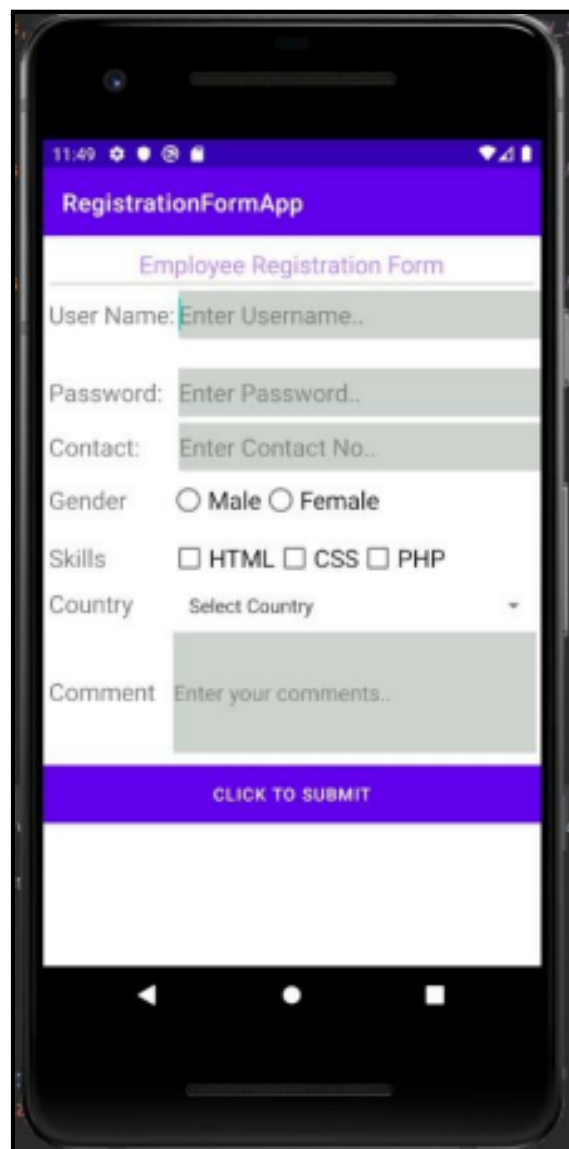 11:49
RegistrationFormApp
Employee Registration Form
User Name: Enter Username..
Password: Enter Password..
Contact: Enter Contact No..
Gender Male Female
Skills HTML CSS PHP
Country Select Country
Comment Enter your comments..
CLICK TO SUBMIT